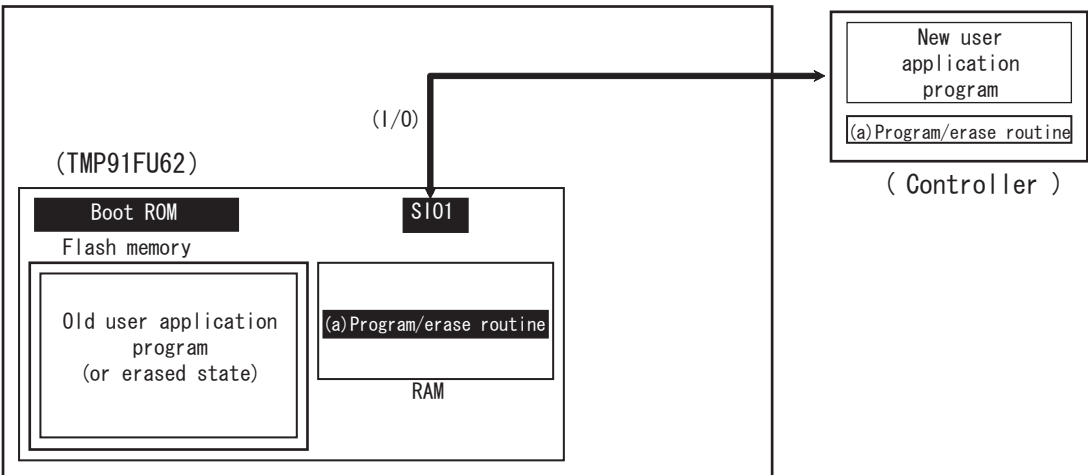 New user
application
program
(I/O)
(a)Program/erase routine
(TMP91FU62)
( Controller )
Boot ROM
SIO1
Flash memory
Old user application
program
(or erased state)
(a)Program/erase routine
RAM